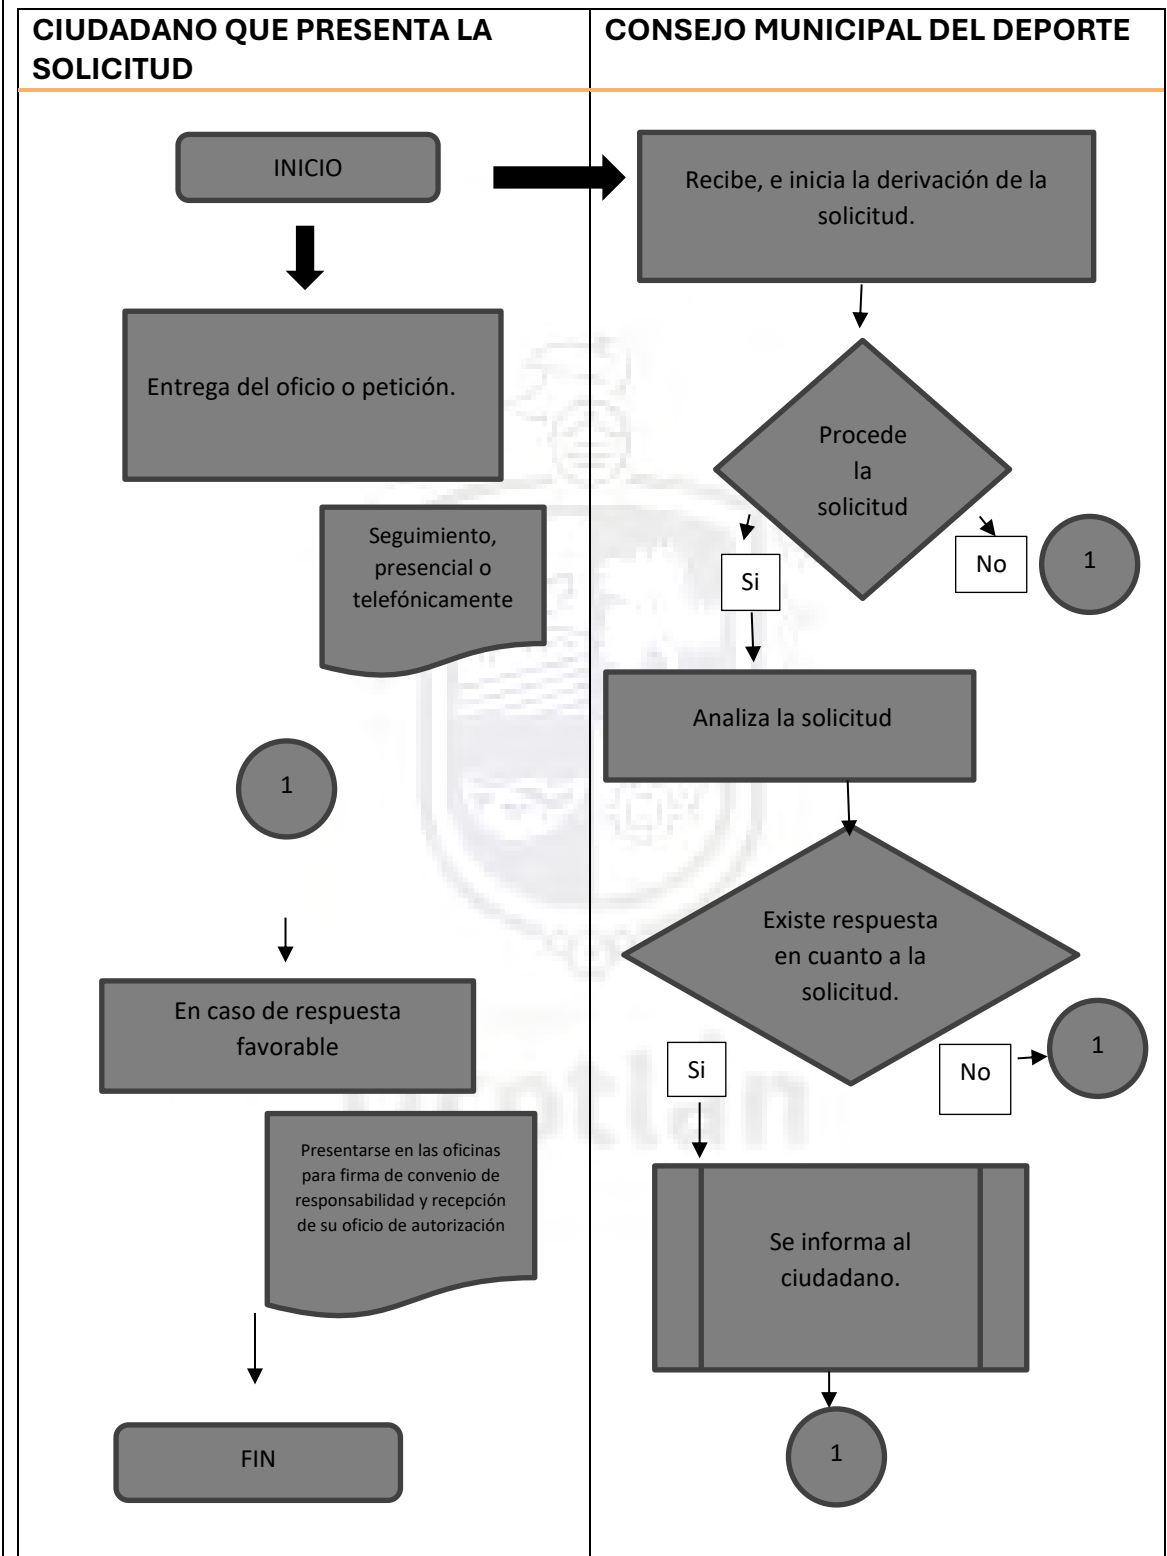 CIUDADANO QUE PRESENTA LA
SOLICITUD
INICIO
Entrega del oficio o petición.
Seguimiento,
presencial o
telefónicamente
1
En caso de respuesta
favorable
Presentarse en las oficinas
para firma de convenio de
responsabilidad y recepción
de su oficio de autorización
FIN
CONSEJO MUNICIPAL DEL DEPORTE
Recibe, e inicia la derivación de la
solicitud.
Procede
la
solicitud
Si
No
1
Analiza la solicitud
Existe respuesta
en cuanto a la
solicitud.
Si
No
1
Se informa al
ciudadano.
1